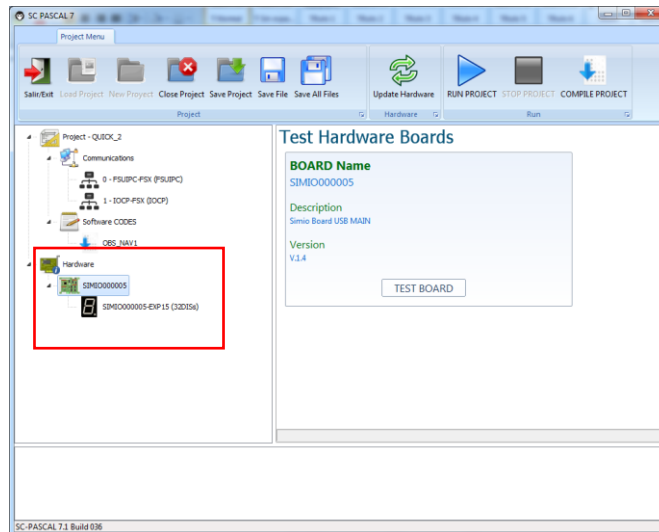 SC PASCAL 7
Project Menu
Salir/Exit Load Project New Proyect Close Project Save Project Save File Save All Files Update Hardware RUN PROJECT STOP PROJECT COMPILE PROJECT
Project Hardware Run
Project - QUICK_2
Communications
0 - FSUIPC-FSX (FSUIPC)
1 - IOCP-FSX (IOCP)
Software CODES
OBS_NAV1
Hardware
SIMIO000005
SIMIO000005-EXP15 (32DISs)
Test Hardware Boards
BOARD Name
SIMIO000005
Description
Simio Board USB MAIN
Version
V.1.4
TEST BOARD
SC-PASCAL 7.1 Build 036